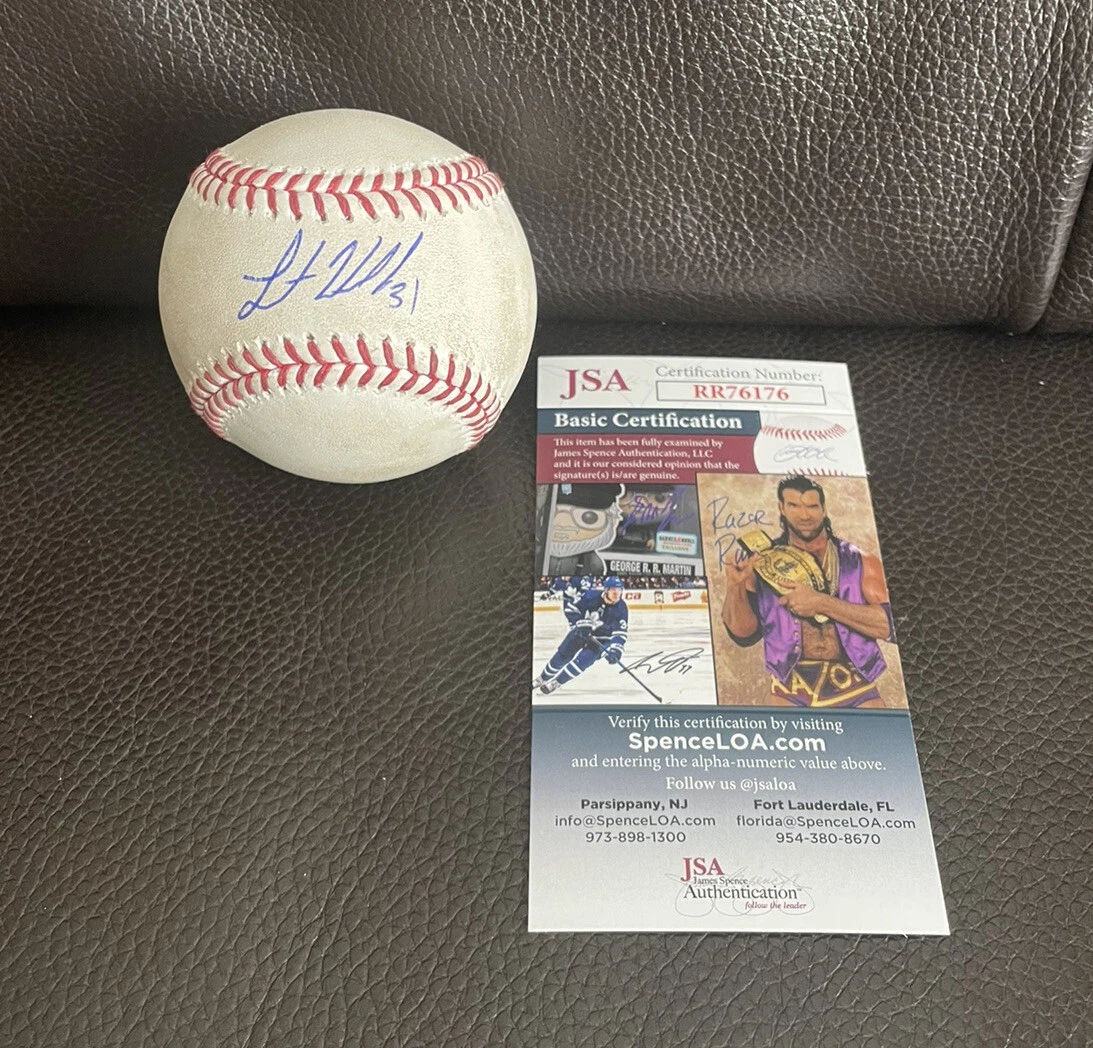 31
JSA
Certification Number:
RR76176
Basic Certification
This item has been fully examined by
James Spence Authentication, LLC
and it is our considered opinion that the
signature(s) is/are genuine.
Razor
GEORGE R. R. MARTIN
RAZOR
Verify this certification by visiting
SpenceLOA.com
and entering the alpha-numeric value above.
Follow us @jsaloa
Parsippany, NJ
info@SpenceLOA.com
973-898-1300
Fort Lauderdale, FL
florida@SpenceLOA.com
954-380-8670
JSA
James Spence
Authentication
follow the leader